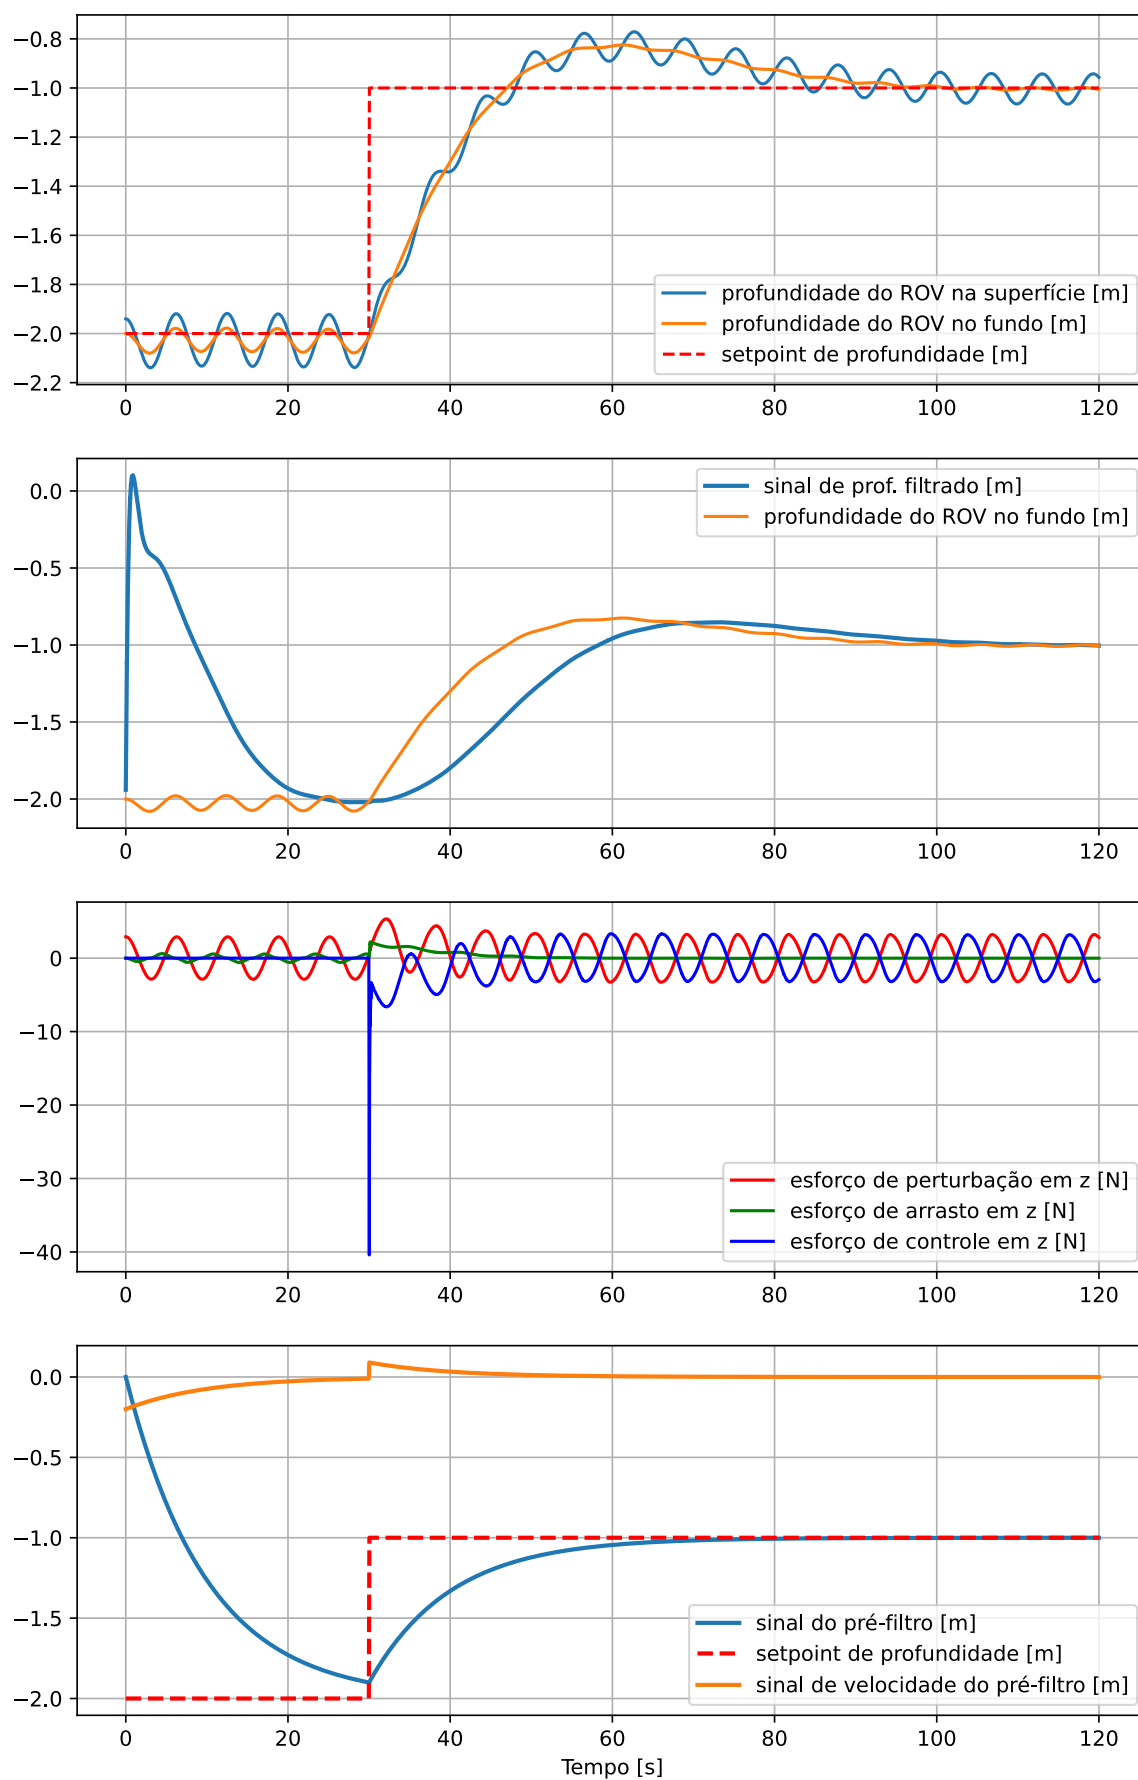 −0.8
−1.0
−1.2
−1.4
−1.6
−1.8
−2.0
−2.2
profundidade do ROV na superfície [m]
profundidade do ROV no fundo [m]
setpoint de profundidade [m]
0 20 40 60 80 100 120
0.0
−0.5
−1.0
−1.5
−2.0
sinal de prof. filtrado [m]
profundidade do ROV no fundo [m]
0 20 40 60 80 100 120
0
−10
−20
−30
−40
esforço de perturbação em z [N]
esforço de arrasto em z [N]
esforço de controle em z [N]
0 20 40 60 80 100 120
0.0
−0.5
−1.0
−1.5
−2.0
sinal do pré-filtro [m]
setpoint de profundidade [m]
sinal de velocidade do pré-filtro [m]
0 20 40 60 80 100 120
Tempo [s]